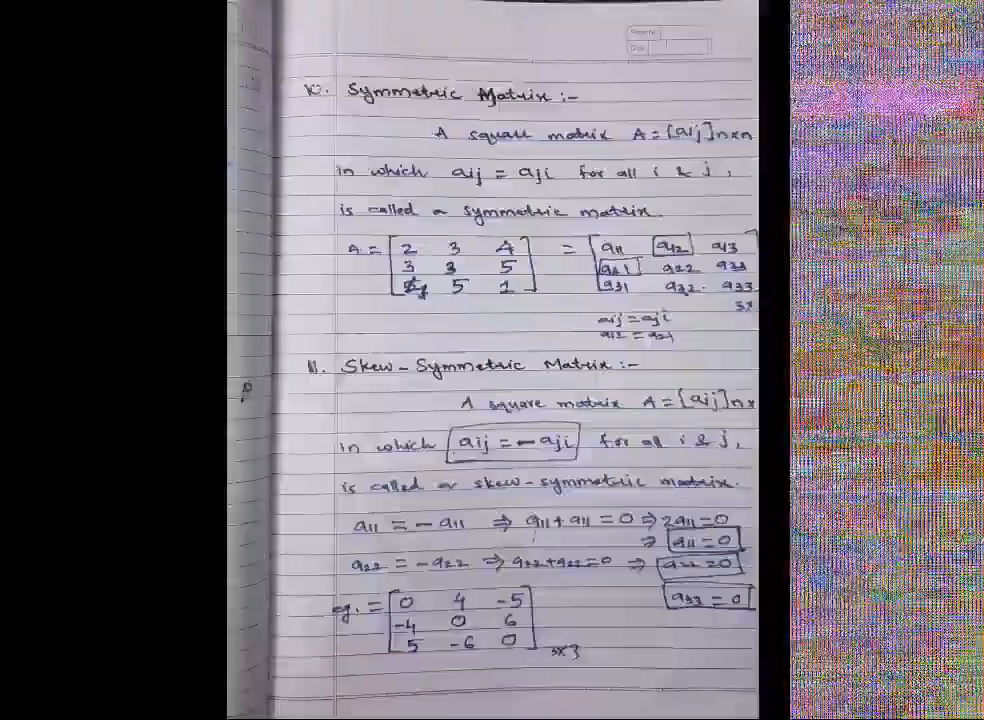 10. Symmetric Matrix :-
A square matrix A = [aij]nxn
in which aij = aji for all i & j,
is called a symmetric matrix.
A = [2 3 4 = [a11 a12 a13
3 3 5] a21 a22 a23
4 5 1] a31 a32 a33
3x
aij = aji
a12 = a21
11. Skew-Symmetric Matrix :-
A square matrix A = [aij]nx
in which aij = -aji for all i & j,
is called a skew-symmetric matrix.
a11 = -a11 ⇒ a11 + a11 = 0 ⇒ 2a11 = 0
⇒ a11 = 0
a22 = -a22 ⇒ a22 + a22 = 0 ⇒ a22 = 0
a33 = 0
eg. = [0 4 -5
-4 0 6
5 -6 0] 3x3